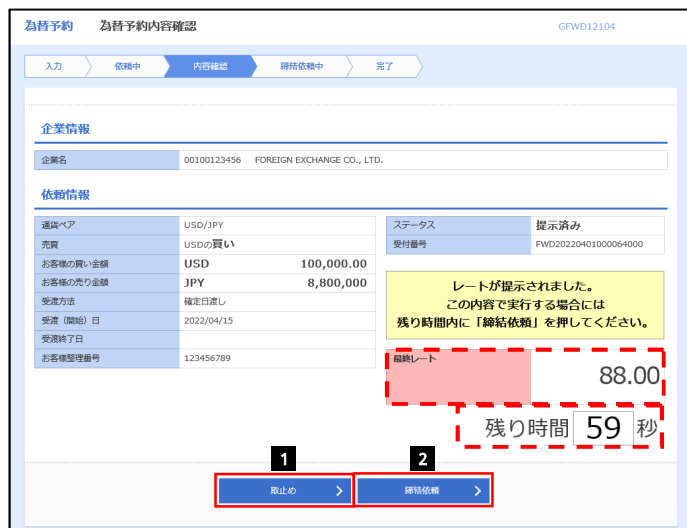 為替予約 為替予約内容確認 GFWD12104
入力 依頼中 内容確認 締結依頼中 完了
企業情報
企業名 00100123456 FOREIGN EXCHANGE CO., LTD.
依頼情報
通貨ペア USD/JPY
売買 USDの買い
お客様の買い金額 USD 100,000.00
お客様の売り金額 JPY 8,800,000
受渡方法 確定日渡し
受渡（開始）日 2022/04/15
受渡終了日
お客様整理番号 123456789
ステータス 提示済み
受付番号 FWD20220401000064000
レートが提示されました。
この内容で実行する場合には
残り時間内に「締結依頼」を押してください。
最終レート 88.00
残り時間 59 秒
1 2
取止め 締結依頼